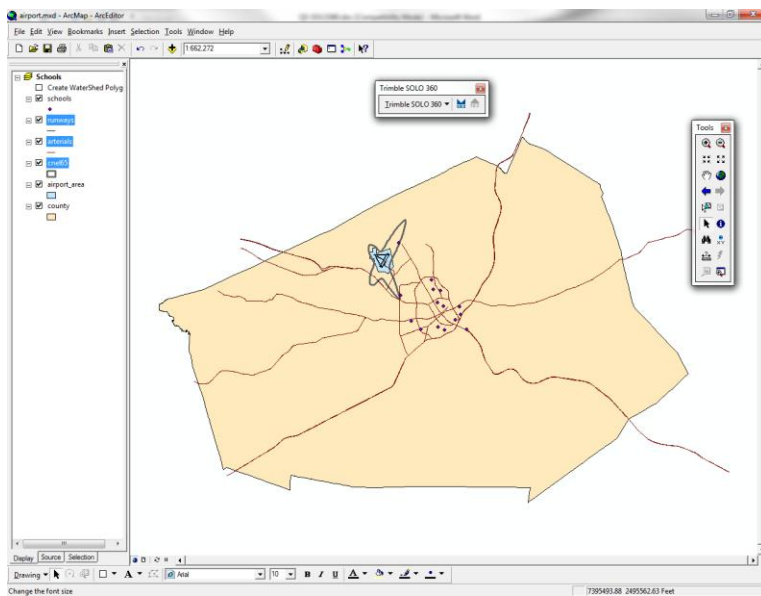 airport.mxd - ArcMap - ArcEditor
File Edit View Bookmarks Insert Selection Tools Window Help
1:662,272
Schools
Create WaterShed Polyg
schools
runways
arterials
cnel65
airport_area
county
Trimble SOLO 360
Trimble SOLO 360
Tools
XY
Display Source Selection
Drawing A Arial 10 B I U A
Change the font size
7395493.88 2495562.63 Feet